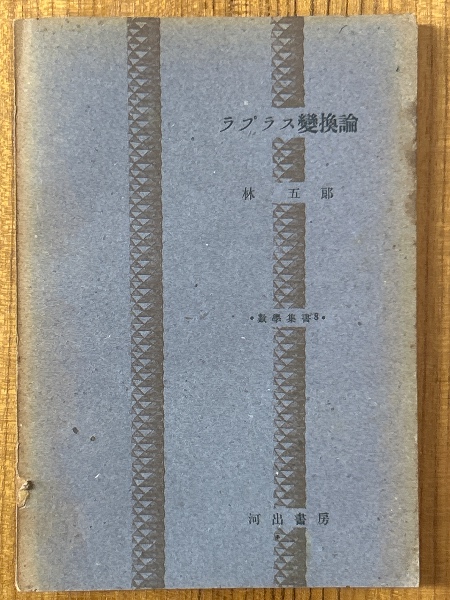 ラプラス變換論
林 五郎
・數學集書8・
河出書房